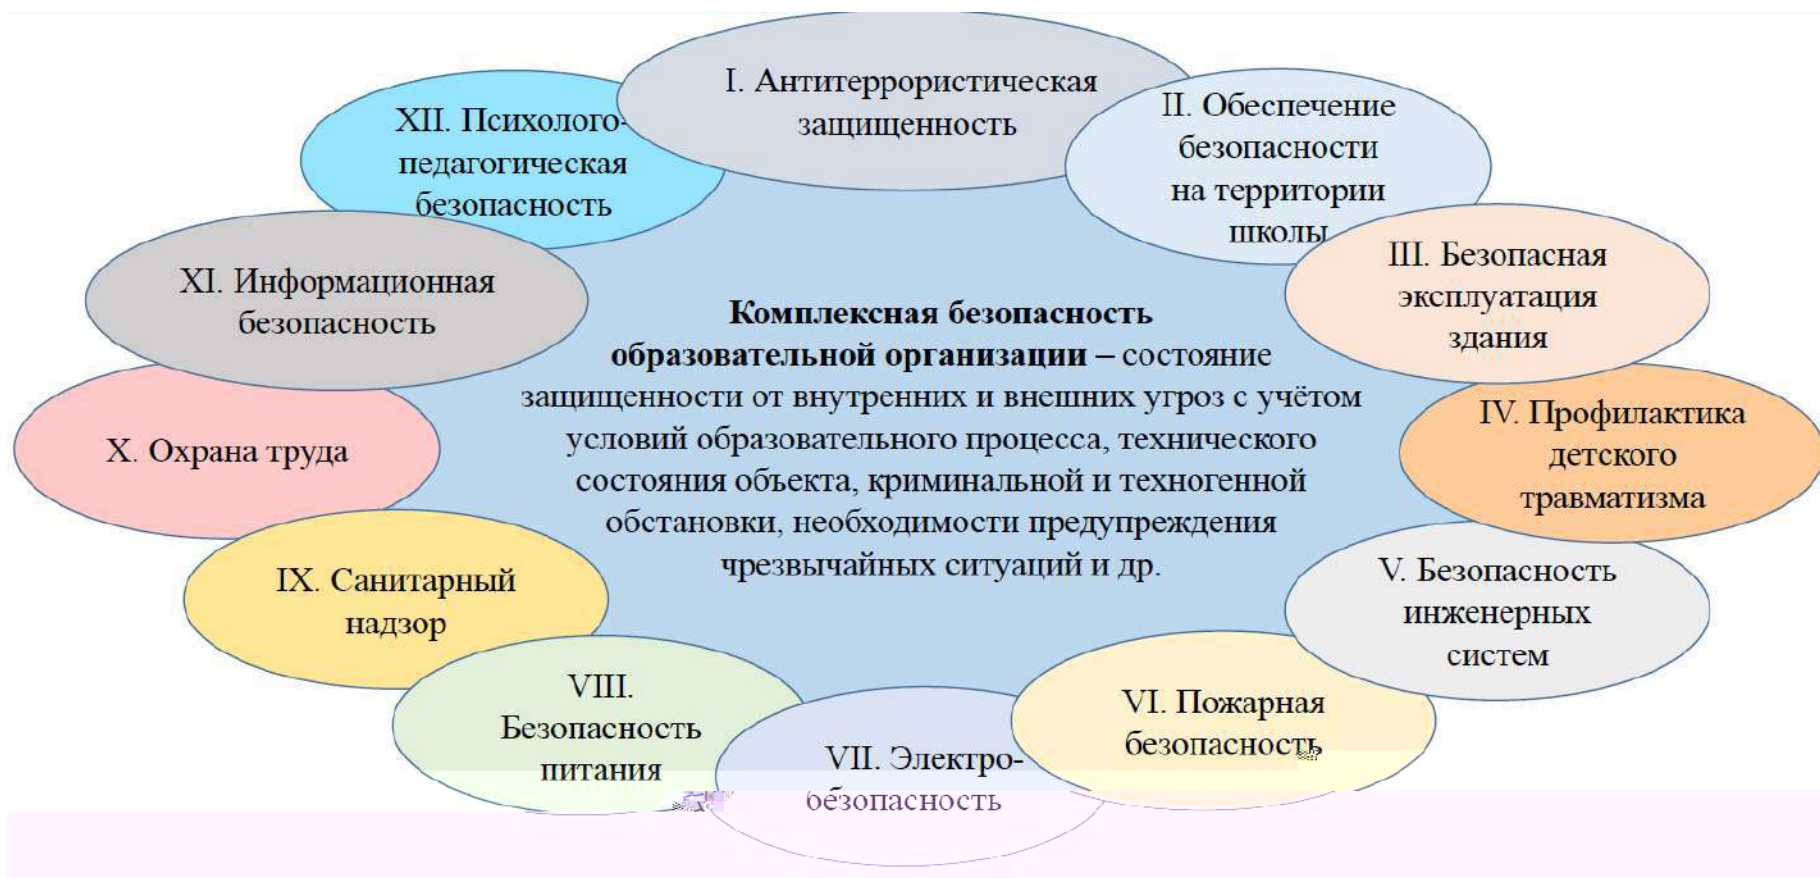 I. Антитеррористическая
защищенность
II. Обеспечение
безопасности
на территории
школы
III. Безопасная
эксплуатация
здания
IV. Профилактика
детского
травматизма
V. Безопасность
инженерных
систем
VI. Пожарная
безопасность
VII. Электро-
безопасность
VIII.
Безопасность
питания
IX. Санитарный
надзор
X. Охрана труда
XI. Информационная
безопасность
XII. Психолого-
педагогическая
безопасность
Комплексная безопасность
образовательной организации – состояние
защищенности от внутренних и внешних угроз с учётом
условий образовательного процесса, технического
состояния объекта, криминальной и техногенной
обстановки, необходимости предупреждения
чрезвычайных ситуаций и др.